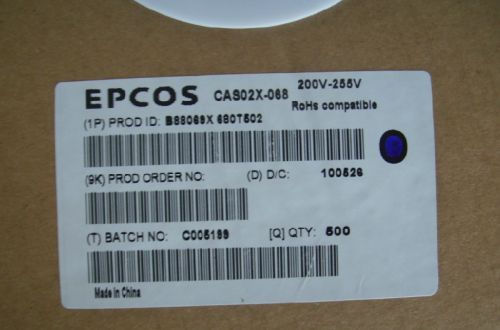 EPCOS CAS02X-068 200V-255V
RoHs compatible
(1P) PROD ID: B88069X 680T502
(9K) PROD ORDER NO: (D) D/C: 100526
(T) BATCH NO: C005189 [Q] QTY: 500
Made in China